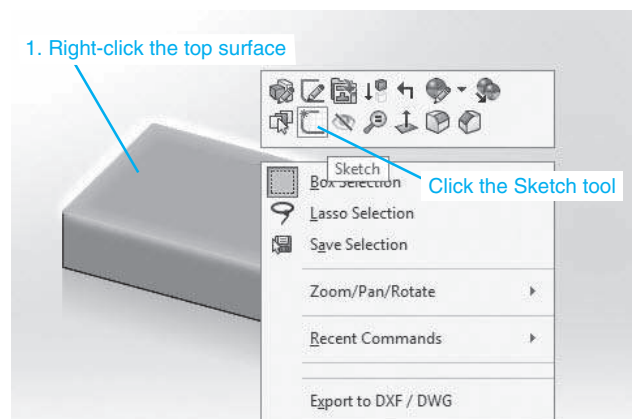 1. Right-click the top surface
Sketch
Box Selection
Click the Sketch tool
Lasso Selection
Save Selection
Zoom/Pan/Rotate
Recent Commands
Export to DXF / DWG